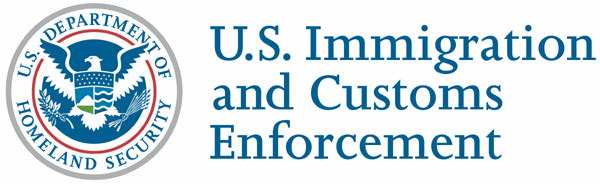 U.S. DEPARTMENT OF
HOMELAND SECURITY
U.S. Immigration
and Customs
Enforcement